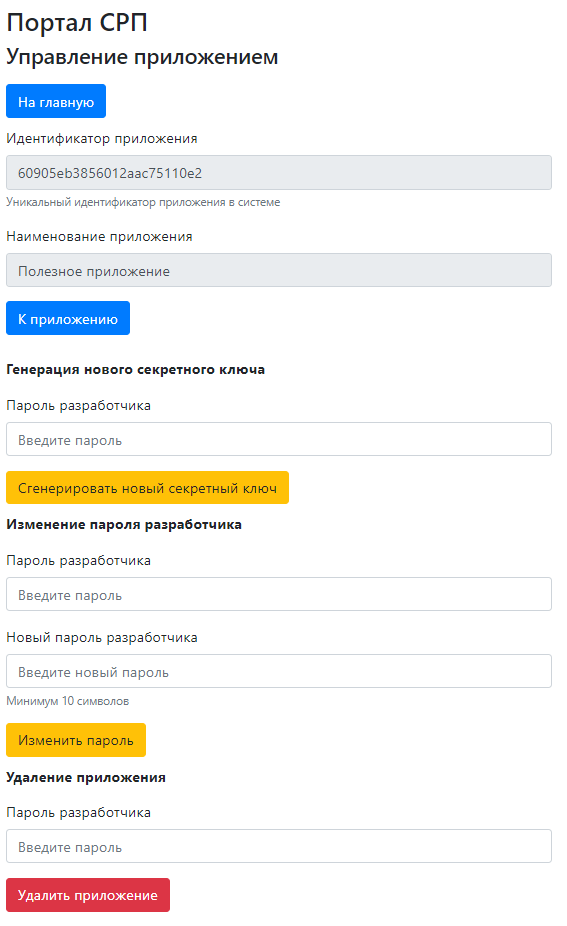 Портал СРП
Управление приложением
На главную
Идентификатор приложения
60905eb3856012aac75110e2
Уникальный идентификатор приложения в системе
Наименование приложения
Полезное приложение
К приложению
Генерация нового секретного ключа
Пароль разработчика
Введите пароль
Сгенерировать новый секретный ключ
Изменение пароля разработчика
Пароль разработчика
Введите пароль
Новый пароль разработчика
Введите новый пароль
Минимум 10 символов
Изменить пароль
Удаление приложения
Пароль разработчика
Введите пароль
Удалить приложение